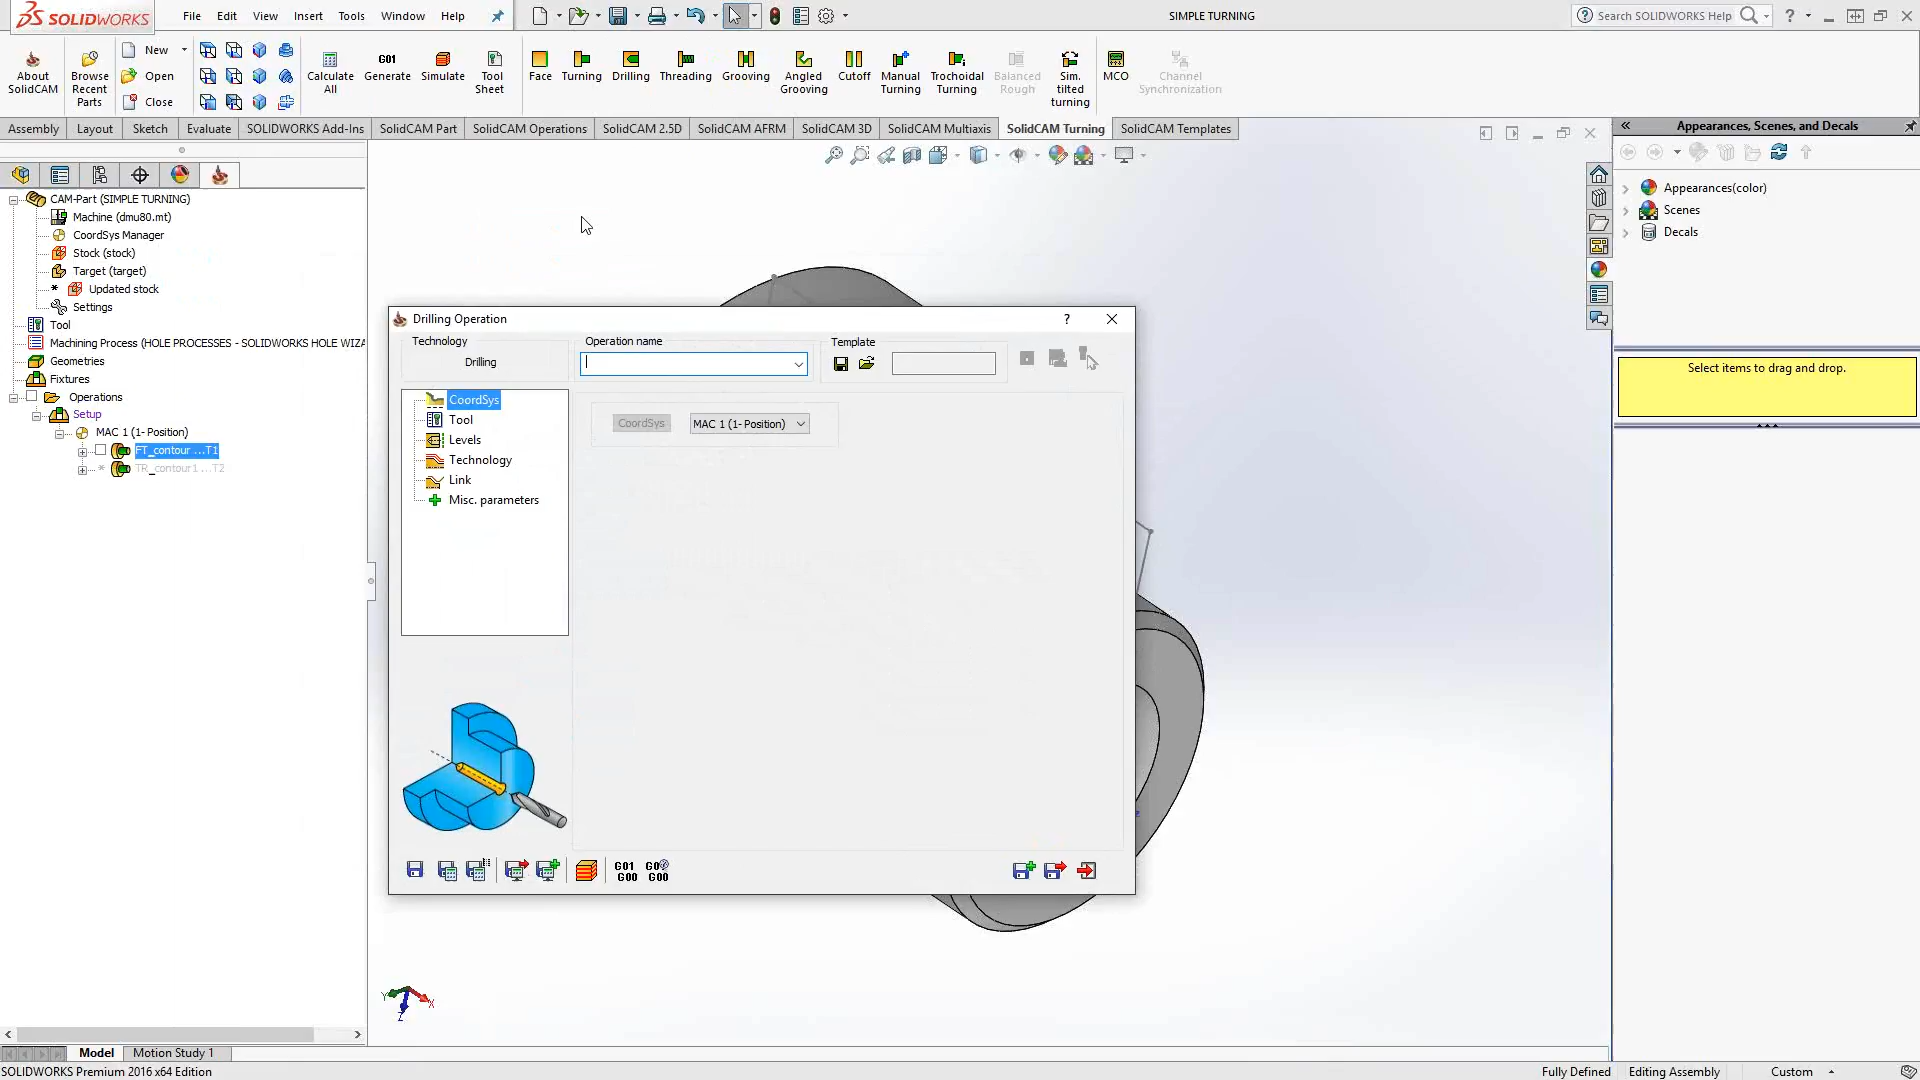 SOLIDWORKS
File Edit View Insert Tools Window Help
SIMPLE TURNING
Search SOLIDWORKS Help
About SolidCAM
Browse Recent Parts
New
Open
Close
Calculate All
G01
Generate
Simulate
Tool Sheet
Face
Turning
Drilling
Threading
Grooving
Angled Grooving
Cutoff
Manual Turning
Trochoidal Turning
Balanced Rough
Sim. tilted turning
MCO
Channel Synchronization
Assembly Layout Sketch Evaluate SOLIDWORKS Add-Ins SolidCAM Part SolidCAM Operations SolidCAM 2.5D SolidCAM AFRM SolidCAM 3D SolidCAM Multiaxis SolidCAM Turning SolidCAM Templates
CAM-Part (SIMPLE TURNING)
Machine (dmu80.mt)
CoordSys Manager
Stock (stock)
Target (target)
* Updated stock
Settings
Tool
Machining Process (HOLE PROCESSES - SOLIDWORKS HOLE WIZA
Geometries
Fixtures
Operations
Setup
MAC 1 (1- Position)
FT_contour ...T1
* TR_contour1 ...T2
Drilling Operation
?
Technology
Drilling
Operation name
Template
CoordSys
Tool
Levels
Technology
Link
Misc. parameters
CoordSys
MAC 1 (1- Position)
G01 G00
G0 G00
Y X Z
Appearances, Scenes, and Decals
Appearances(color)
Scenes
Decals
Select items to drag and drop.
Model Motion Study 1
SOLIDWORKS Premium 2016 x64 Edition
Fully Defined Editing Assembly Custom